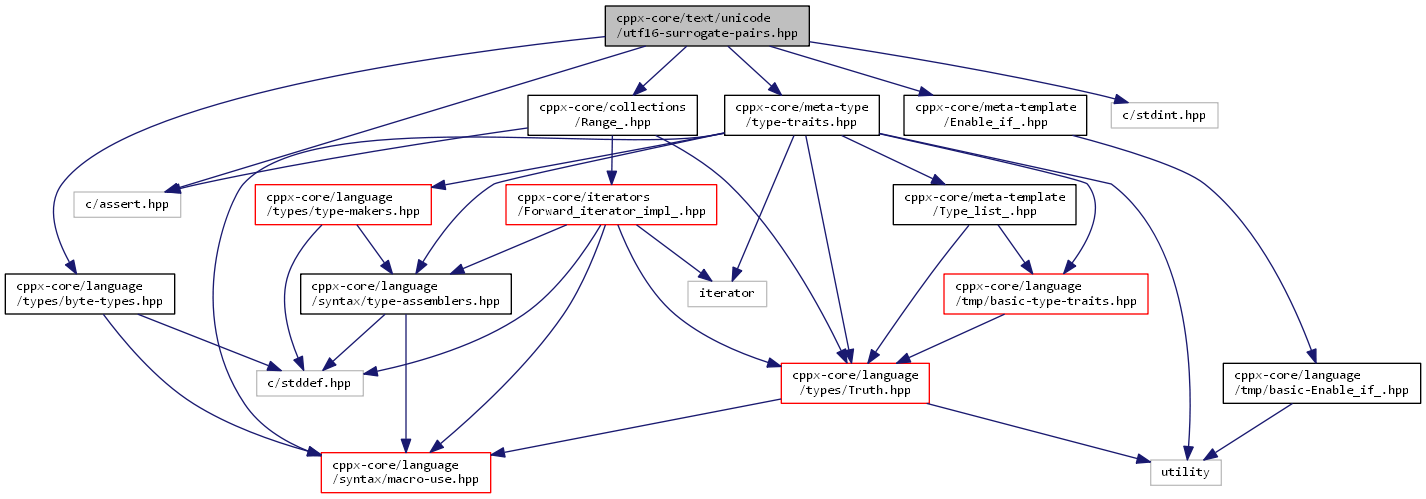 cppx-core/text/unicode
/utf16-surrogate-pairs.hpp
cppx-core/collections
/Range_.hpp
cppx-core/meta-type
/type-traits.hpp
cppx-core/meta-template
/Enable_if_.hpp
c/stdint.hpp
c/assert.hpp
cppx-core/language
/types/type-makers.hpp
cppx-core/iterators
/Forward_iterator_impl_.hpp
cppx-core/meta-template
/Type_list_.hpp
cppx-core/language
/types/byte-types.hpp
cppx-core/language
/syntax/type-assemblers.hpp
iterator
cppx-core/language
/tmp/basic-type-traits.hpp
c/stddef.hpp
cppx-core/language
/types/Truth.hpp
cppx-core/language
/tmp/basic-Enable_if_.hpp
cppx-core/language
/syntax/macro-use.hpp
utility